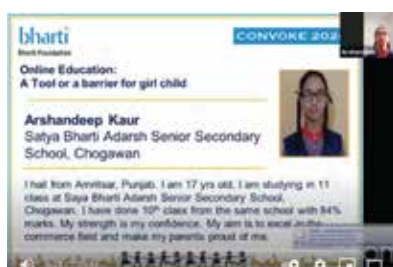 bharti
Bharti Foundation
CONVOKE 202
Online Education:
A Tool or a barrier for girl child
Arshandeep Kaur
Satya Bharti Adarsh Senior Secondary
School, Chogawan
I hail from Amritsar, Punjab. I am 17 yrs old. I am studying in 11
class at Saya Bharti Adarsh Senior Secondary School,
Chogawan. I have done 10th class from the same school with 84%
marks. My strength is my confidence. My aim is to excel in the
commerce field and make my parents proud of me.